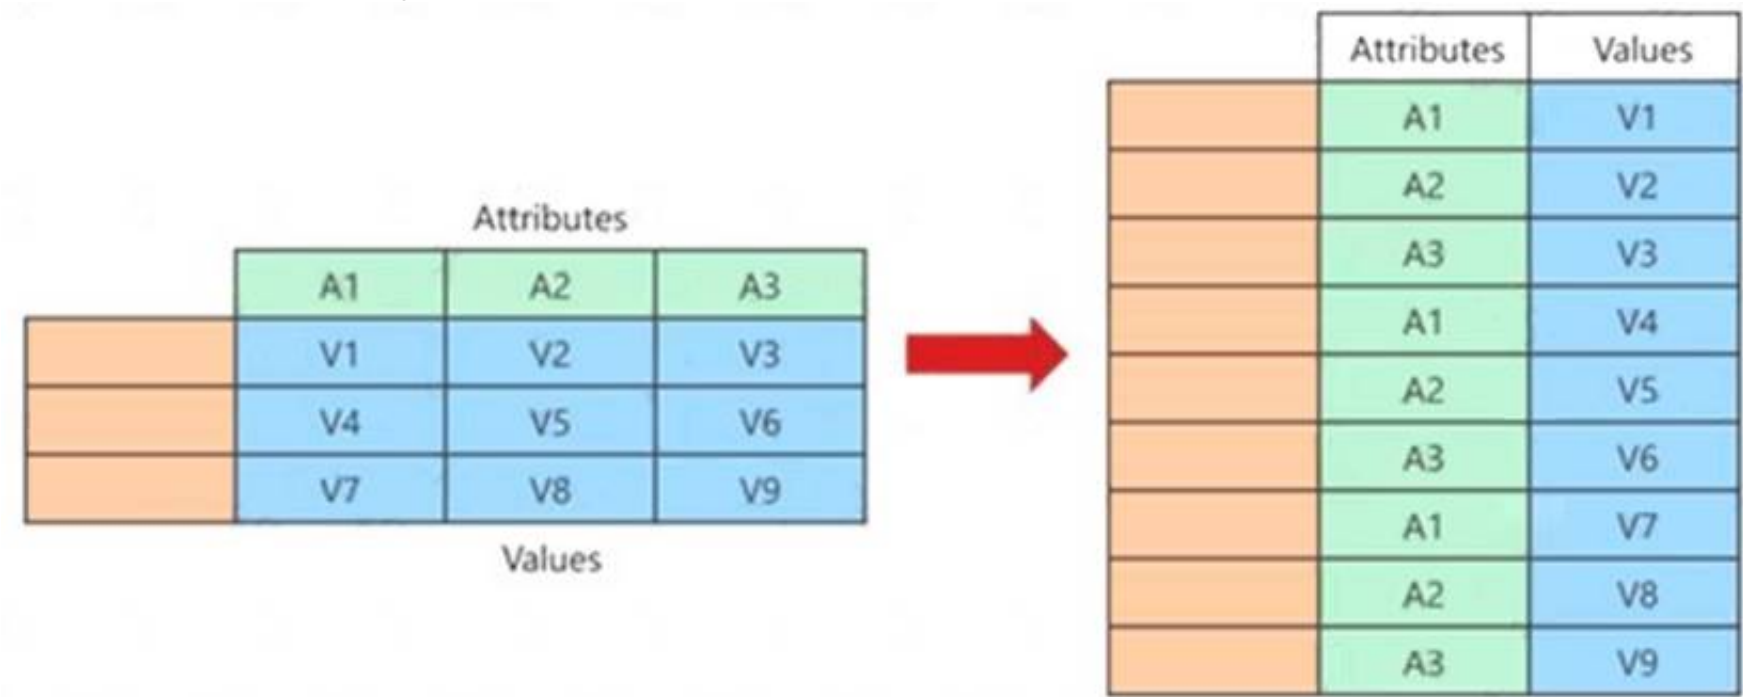 Attributes
A1 A2 A3
V1 V2 V3
V4 V5 V6
V7 V8 V9
Values
Attributes Values
A1 V1
A2 V2
A3 V3
A1 V4
A2 V5
A3 V6
A1 V7
A2 V8
A3 V9